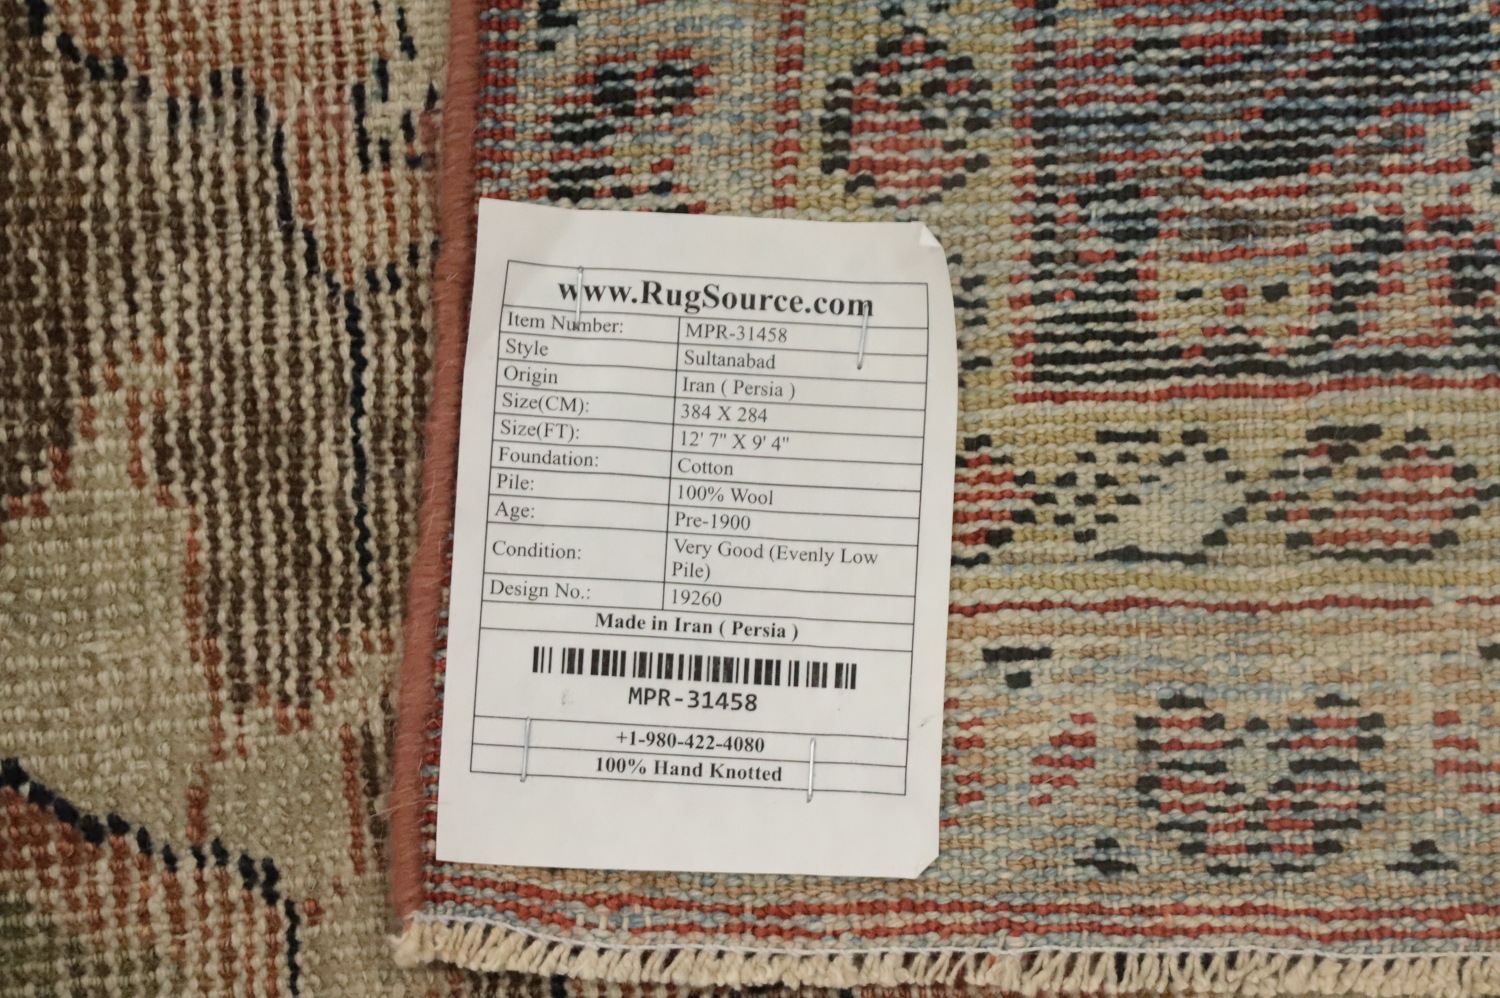 www.RugSource.com
Item Number: MPR-31458
Style Sultanabad
Origin Iran ( Persia )
Size(CM): 384 X 284
Size(FT): 12' 7" X 9' 4"
Foundation: Cotton
Pile: 100% Wool
Age: Pre-1900
Condition: Very Good (Evenly Low
Pile)
Design No.: 19260
Made in Iran ( Persia )
MPR-31458
+1-980-422-4080
100% Hand Knotted